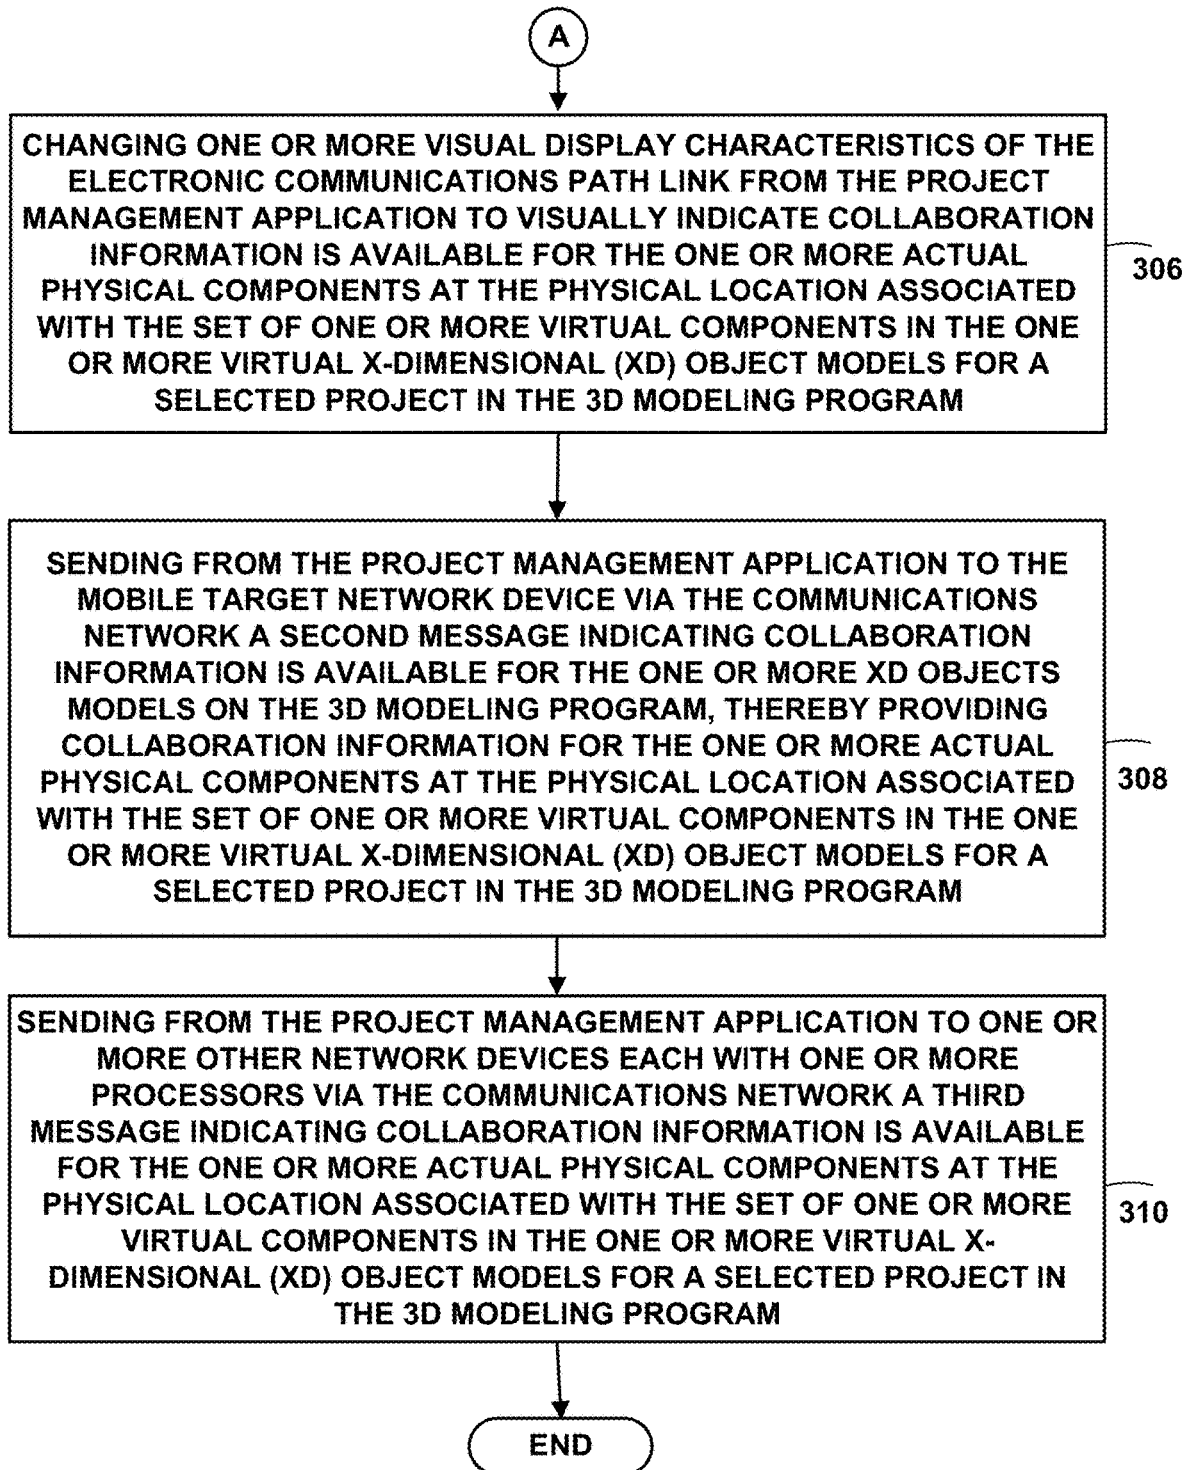 A
CHANGING ONE OR MORE VISUAL DISPLAY CHARACTERISTICS OF THE
ELECTRONIC COMMUNICATIONS PATH LINK FROM THE PROJECT
MANAGEMENT APPLICATION TO VISUALLY INDICATE COLLABORATION
INFORMATION IS AVAILABLE FOR THE ONE OR MORE ACTUAL
PHYSICAL COMPONENTS AT THE PHYSICAL LOCATION ASSOCIATED
WITH THE SET OF ONE OR MORE VIRTUAL COMPONENTS IN THE ONE
OR MORE VIRTUAL X-DIMENSIONAL (XD) OBJECT MODELS FOR A
SELECTED PROJECT IN THE 3D MODELING PROGRAM
306
SENDING FROM THE PROJECT MANAGEMENT APPLICATION TO THE
MOBILE TARGET NETWORK DEVICE VIA THE COMMUNICATIONS
NETWORK A SECOND MESSAGE INDICATING COLLABORATION
INFORMATION IS AVAILABLE FOR THE ONE OR MORE XD OBJECTS
MODELS ON THE 3D MODELING PROGRAM, THEREBY PROVIDING
COLLABORATION INFORMATION FOR THE ONE OR MORE ACTUAL
PHYSICAL COMPONENTS AT THE PHYSICAL LOCATION ASSOCIATED
WITH THE SET OF ONE OR MORE VIRTUAL COMPONENTS IN THE ONE
OR MORE VIRTUAL X-DIMENSIONAL (XD) OBJECT MODELS FOR A
SELECTED PROJECT IN THE 3D MODELING PROGRAM
308
SENDING FROM THE PROJECT MANAGEMENT APPLICATION TO ONE OR
MORE OTHER NETWORK DEVICES EACH WITH ONE OR MORE
PROCESSORS VIA THE COMMUNICATIONS NETWORK A THIRD
MESSAGE INDICATING COLLABORATION INFORMATION IS AVAILABLE
FOR THE ONE OR MORE ACTUAL PHYSICAL COMPONENTS AT THE
PHYSICAL LOCATION ASSOCIATED WITH THE SET OF ONE OR MORE
VIRTUAL COMPONENTS IN THE ONE OR MORE VIRTUAL X-
DIMENSIONAL (XD) OBJECT MODELS FOR A SELECTED PROJECT IN
THE 3D MODELING PROGRAM
310
END